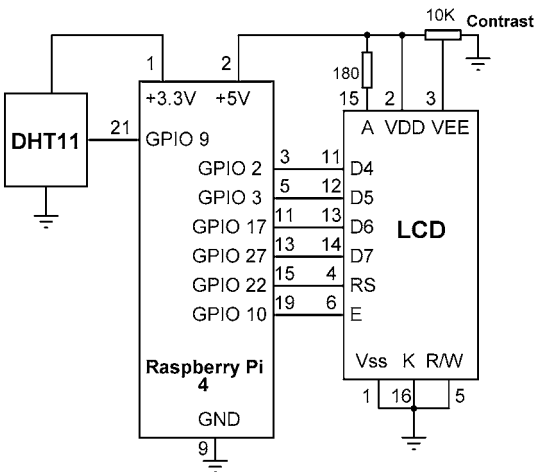 10K
Contrast
1
2
180
15
2
3
+3.3V
+5V
A
VDD
VEE
DHT11
21
GPIO 9
GPIO 2
3
11
D4
GPIO 3
5
12
D5
GPIO 17
11
13
D6
LCD
GPIO 27
13
14
D7
GPIO 22
15
4
RS
GPIO 10
19
6
E
Raspberry Pi
4
Vss
K
R/W
1
16
5
GND
9